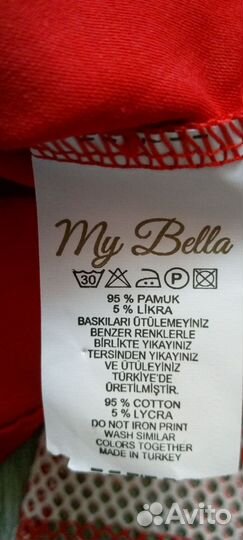 My Bella
30 P
95 % PAMUK
5 % LİKRA
BASKILARI ÜTÜLEMEYİNİZ
BENZER RENKLERLE
BİRLİKTE YIKAYINIZ
TERSİNDEN YIKAYINIZ
VE ÜTÜLEYİNİZ
TÜRKİYE'DE
ÜRETİLMİŞTİR.
95 % COTTON
5 % LYCRA
DO NOT IRON PRINT
WASH SIMILAR
COLORS TOGETHER
MADE IN TURKEY
Avito